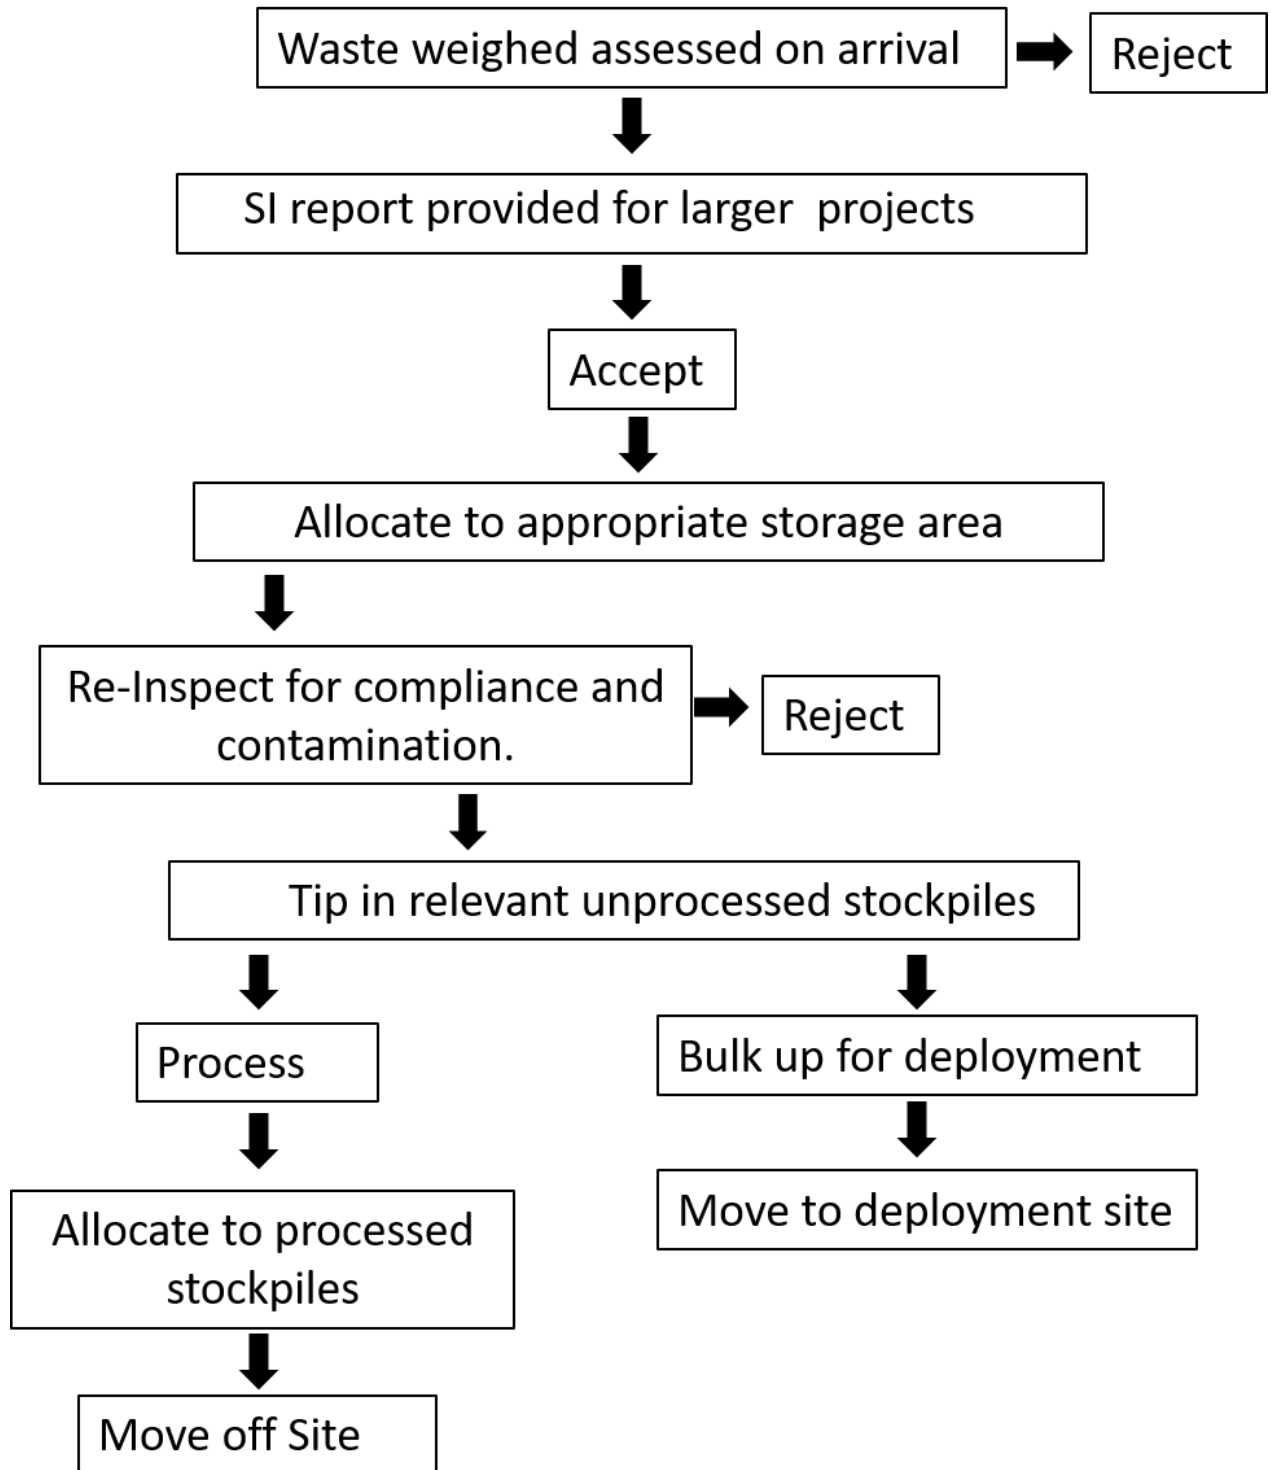 Waste weighed assessed on arrival
Reject
SI report provided for larger projects
Accept
Allocate to appropriate storage area
Re-Inspect for compliance and
contamination.
Reject
Tip in relevant unprocessed stockpiles
Process
Bulk up for deployment
Allocate to processed
stockpiles
Move to deployment site
Move off Site